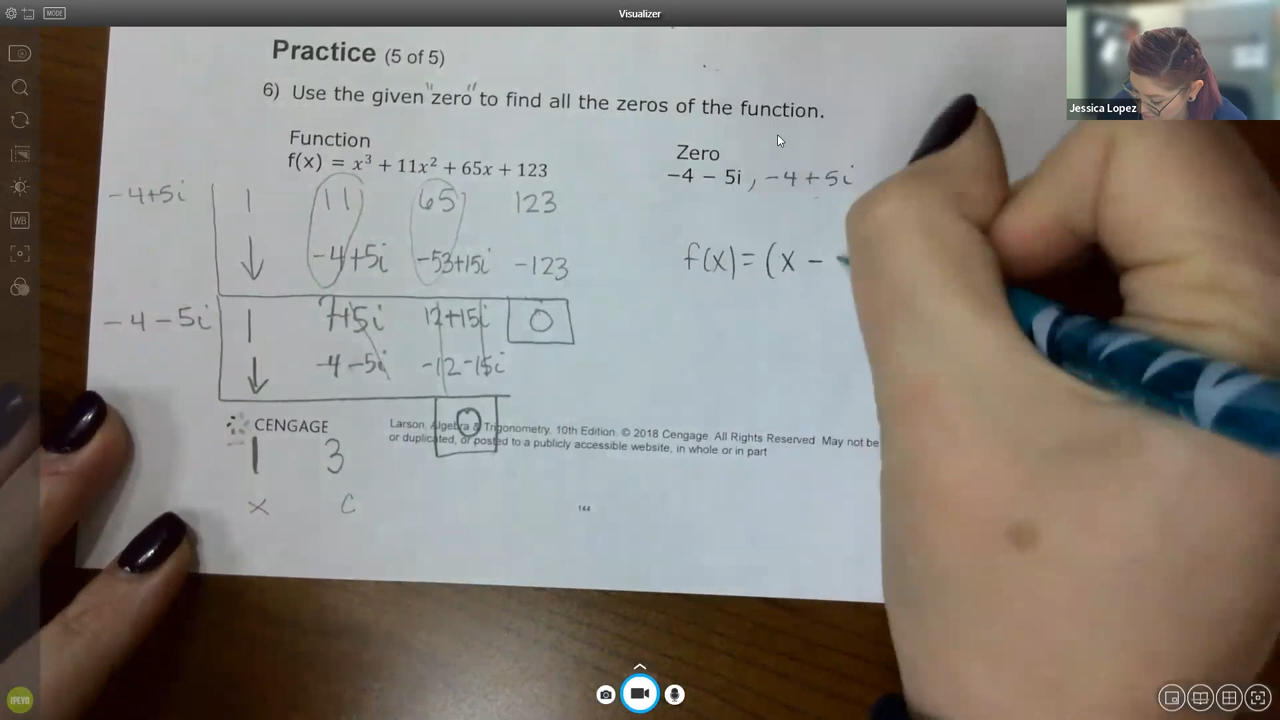 MODE
Visualizer
Jessica Lopez
Practice (5 of 5)
6) Use the given "zero" to find all the zeros of the function.
Function
f(x) = x³ + 11x² + 65x + 123
Zero
−4 − 5i , −4 + 5i
WB
−4+5i 1 11 65 123
−4+5i −53+15i −123
f(x) = (x −
−4−5i 1 7+5i 12+15i 0
−4−5i −12−15i
0
CENGAGE
Larson, Algebra & Trigonometry, 10th Edition. © 2018 Cengage. All Rights Reserved May not be
or duplicated, or posted to a publicly accessible website, in whole or in part
1 3
x c
144
IPEVO